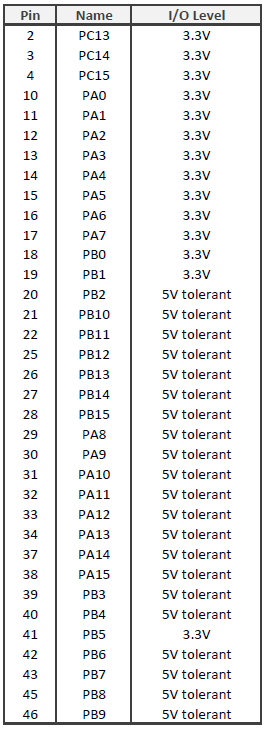 Pin Name I/O Level
2 PC13 3.3V
3 PC14 3.3V
4 PC15 3.3V
10 PA0 3.3V
11 PA1 3.3V
12 PA2 3.3V
13 PA3 3.3V
14 PA4 3.3V
15 PA5 3.3V
16 PA6 3.3V
17 PA7 3.3V
18 PB0 3.3V
19 PB1 3.3V
20 PB2 5V tolerant
21 PB10 5V tolerant
22 PB11 5V tolerant
25 PB12 5V tolerant
26 PB13 5V tolerant
27 PB14 5V tolerant
28 PB15 5V tolerant
29 PA8 5V tolerant
30 PA9 5V tolerant
31 PA10 5V tolerant
32 PA11 5V tolerant
33 PA12 5V tolerant
34 PA13 5V tolerant
37 PA14 5V tolerant
38 PA15 5V tolerant
39 PB3 5V tolerant
40 PB4 5V tolerant
41 PB5 3.3V
42 PB6 5V tolerant
43 PB7 5V tolerant
45 PB8 5V tolerant
46 PB9 5V tolerant